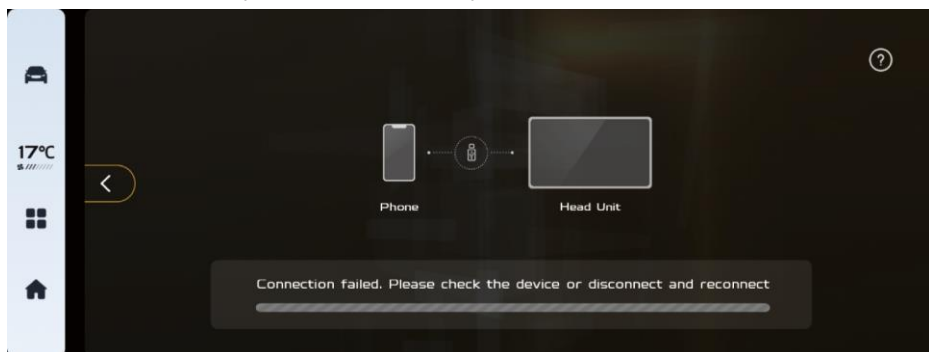 17°C
?
Phone
Head Unit
Connection failed. Please check the device or disconnect and reconnect